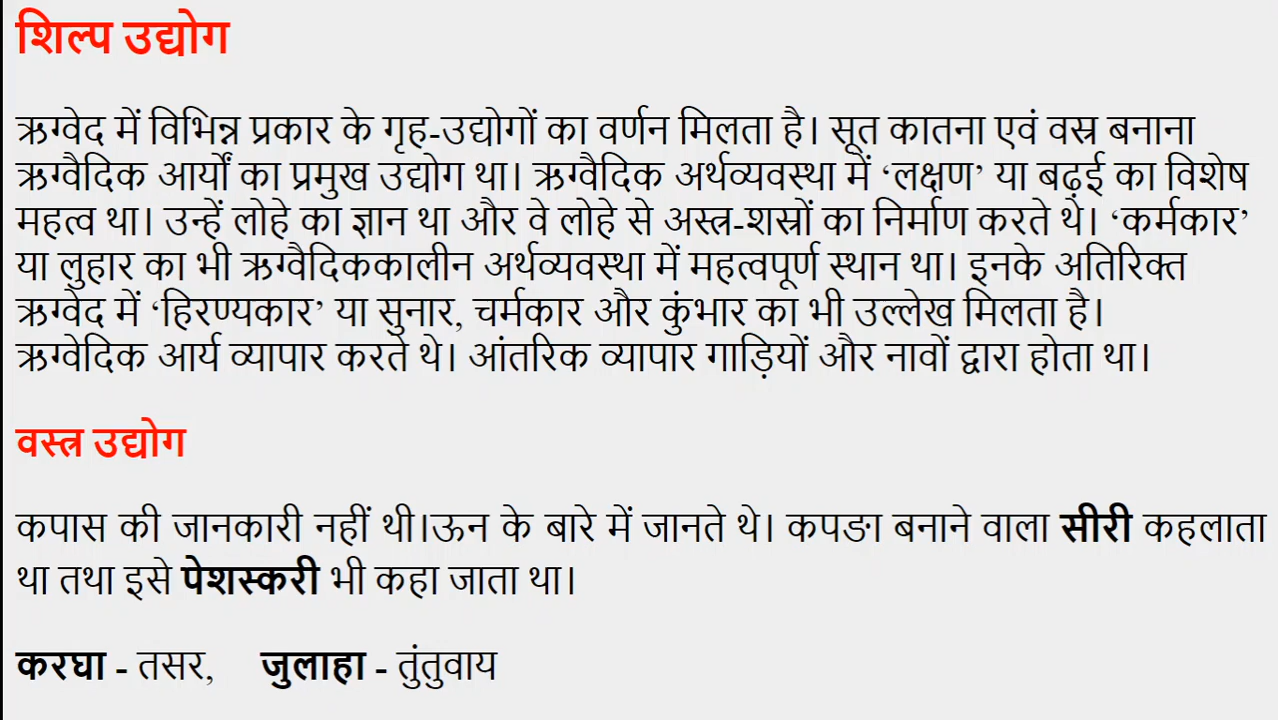 शिल्प उद्योग
ऋग्वेद में विभिन्न प्रकार के गृह-उद्योगों का वर्णन मिलता है। सूत कातना एवं वस्र बनाना
ऋग्वैदिक आर्यों का प्रमुख उद्योग था। ऋग्वैदिक अर्थव्यवस्था में ‘लक्षण’ या बढ़ई का विशेष
महत्व था। उन्हें लोहे का ज्ञान था और वे लोहे से अस्त्र-शस्रों का निर्माण करते थे। ‘कर्मकार’
या लुहार का भी ऋग्वैदिककालीन अर्थव्यवस्था में महत्वपूर्ण स्थान था। इनके अतिरिक्त
ऋग्वेद में ‘हिरण्यकार’ या सुनार, चर्मकार और कुंभार का भी उल्लेख मिलता है।
ऋग्वेदिक आर्य व्यापार करते थे। आंतरिक व्यापार गाड़ियों और नावों द्वारा होता था।
वस्त्र उद्योग
कपास की जानकारी नहीं थी।ऊन के बारे में जानते थे। कपङा बनाने वाला सीरी कहलाता
था तथा इसे पेशस्करी भी कहा जाता था।
करघा - तसर, जुलाहा - तुंतुवाय